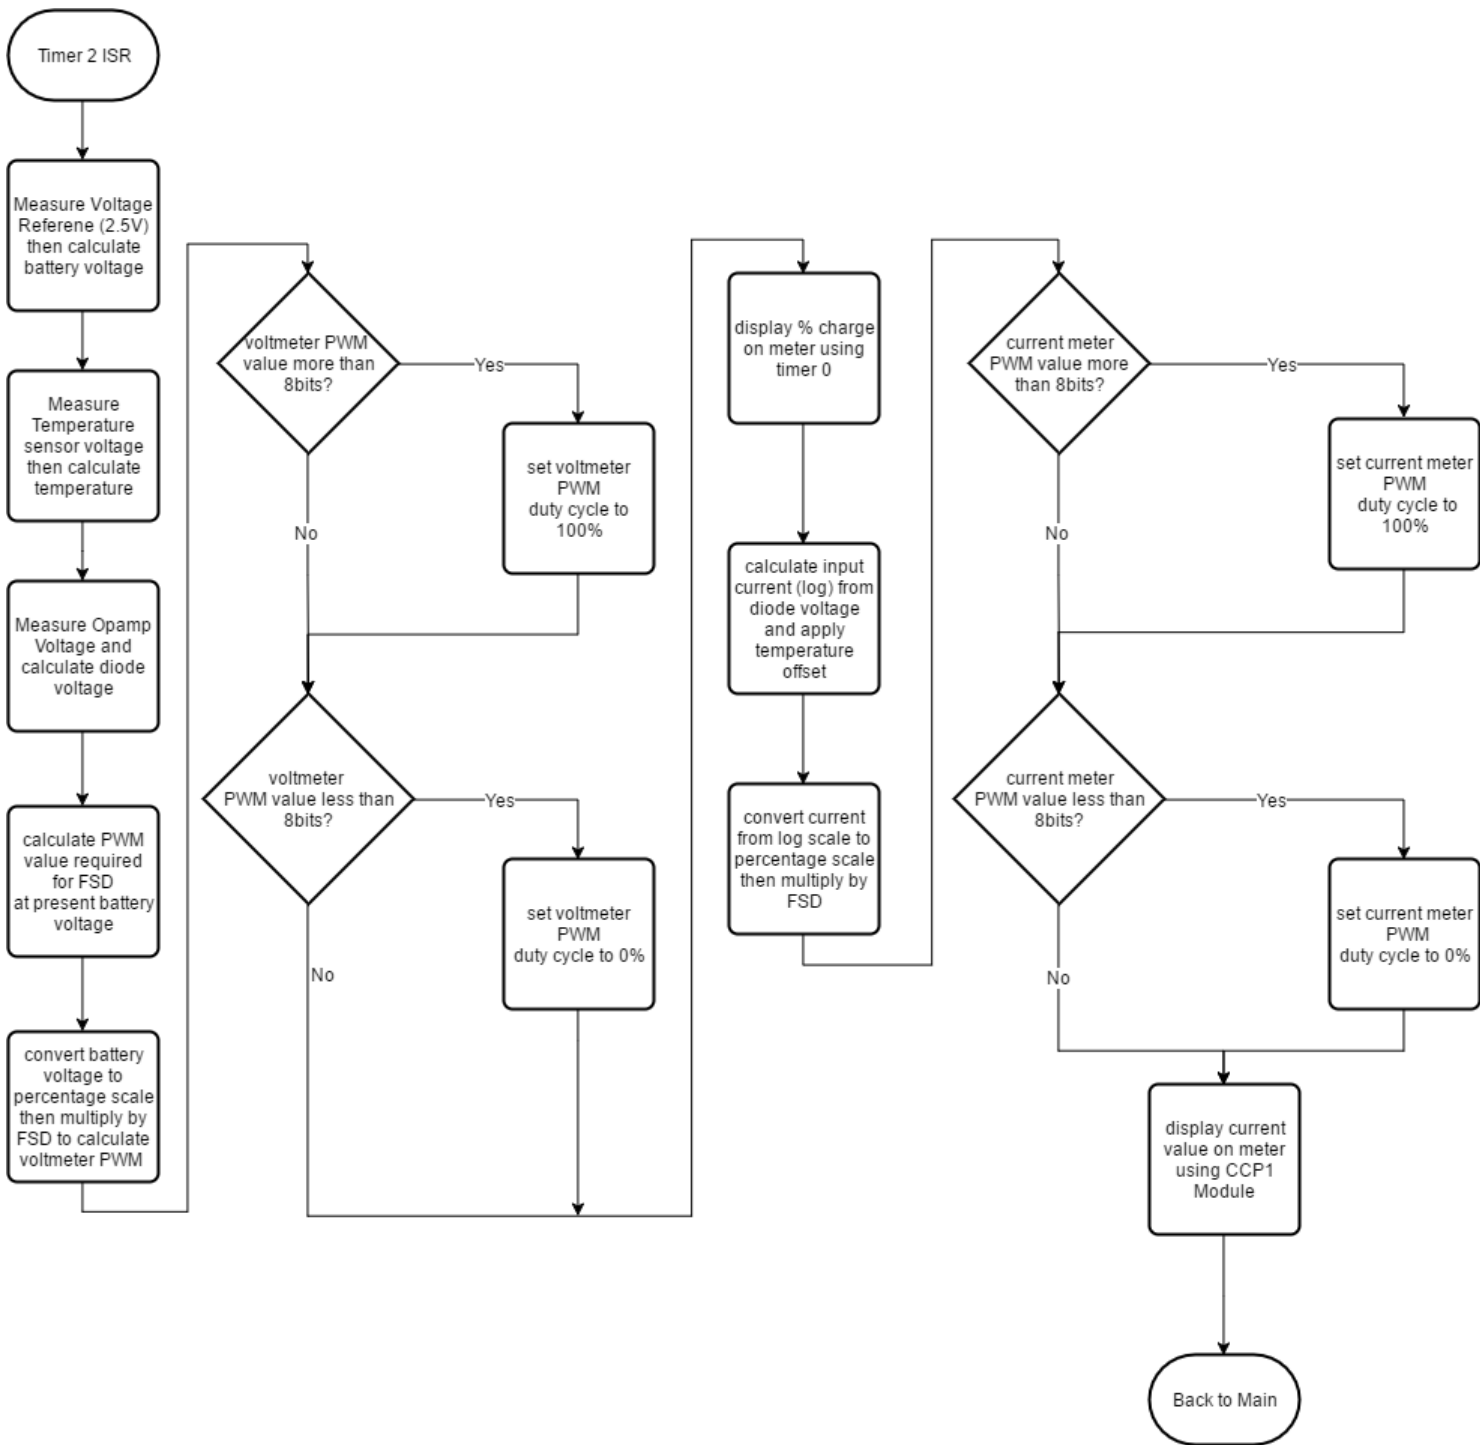 Timer 2 ISR
Measure Voltage
Referene (2.5V)
then calculate
battery voltage
Measure
Temperature
sensor voltage
then calculate
temperature
Measure Opamp
Voltage and
calculate diode
voltage
calculate PWM
value required
for FSD
at present battery
voltage
convert battery
voltage to
percentage scale
then multiply by
FSD to calculate
voltmeter PWM
voltmeter PWM
value more than
8bits?
Yes
set voltmeter
PWM
duty cycle to
100%
No
voltmeter
PWM value less than
8bits?
Yes
set voltmeter
PWM
duty cycle to 0%
No
display % charge
on meter using
timer 0
calculate input
current (log) from
diode voltage
and apply
temperature
offset
convert current
from log scale to
percentage scale
then multiply by
FSD
current meter
PWM value more
than 8bits?
Yes
set current meter
PWM
duty cycle to
100%
No
current meter
PWM value less than
8bits?
Yes
set current meter
PWM
duty cycle to 0%
No
display current
value on meter
using CCP1
Module
Back to Main